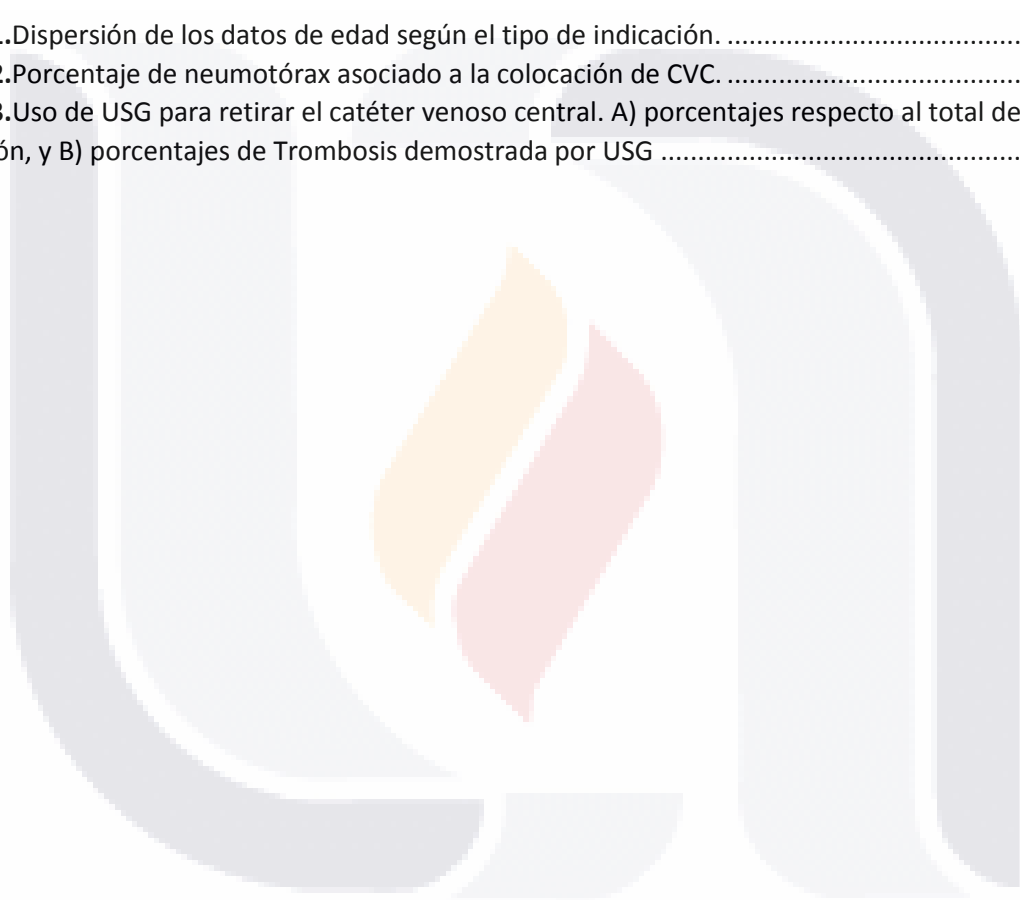 .Dispersión de los datos de edad según el tipo de indicación. ........................................
2.Porcentaje de neumotórax asociado a la colocación de CVC. ........................................
3.Uso de USG para retirar el catéter venoso central. A) porcentajes respecto al total de
ón, y B) porcentajes de Trombosis demostrada por USG ................................................